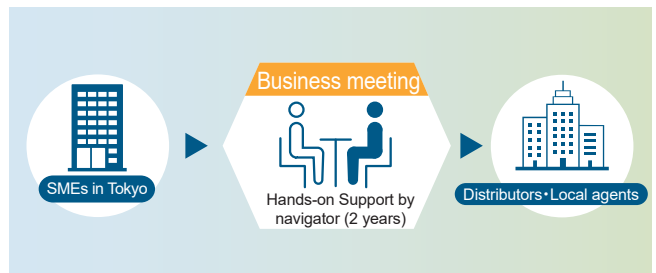 Business meeting
SMEs in Tokyo
Hands-on Support by
navigator (2 years)
Distributors･Local agents